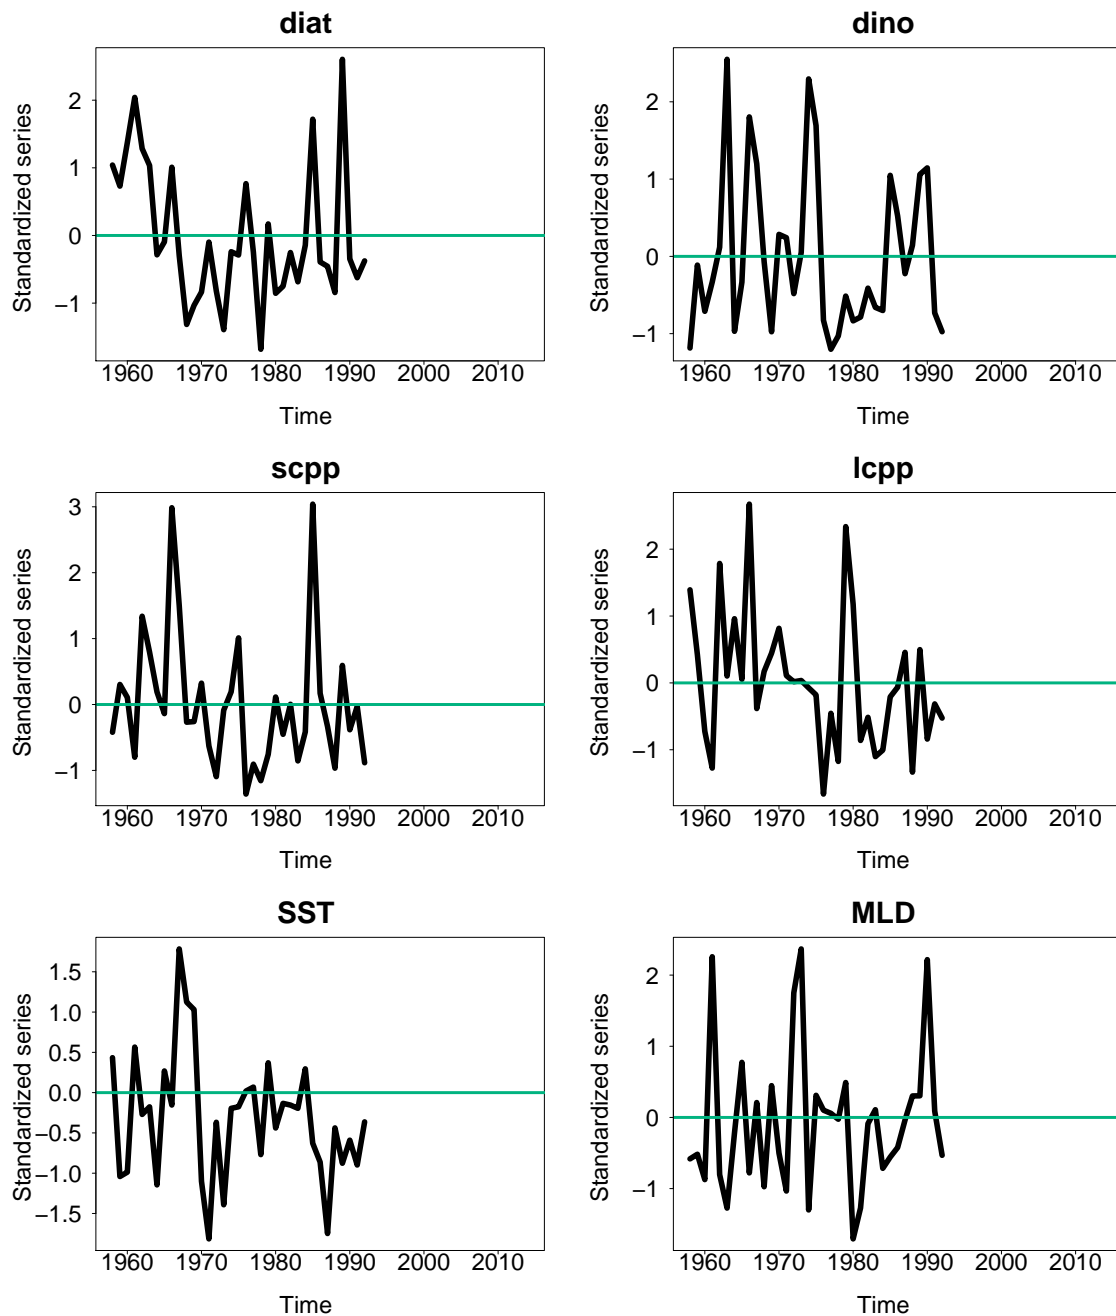 diat
Standardized series
2
1
0
−1
1960 1970 1980 1990 2000 2010
Time
dino
Standardized series
2
1
0
−1
1960 1970 1980 1990 2000 2010
Time
scpp
Standardized series
3
2
1
0
−1
1960 1970 1980 1990 2000 2010
Time
lcpp
Standardized series
2
1
0
−1
1960 1970 1980 1990 2000 2010
Time
SST
Standardized series
1.5
1.0
0.5
0.0
−0.5
−1.0
−1.5
1960 1970 1980 1990 2000 2010
Time
MLD
Standardized series
2
1
0
−1
1960 1970 1980 1990 2000 2010
Time